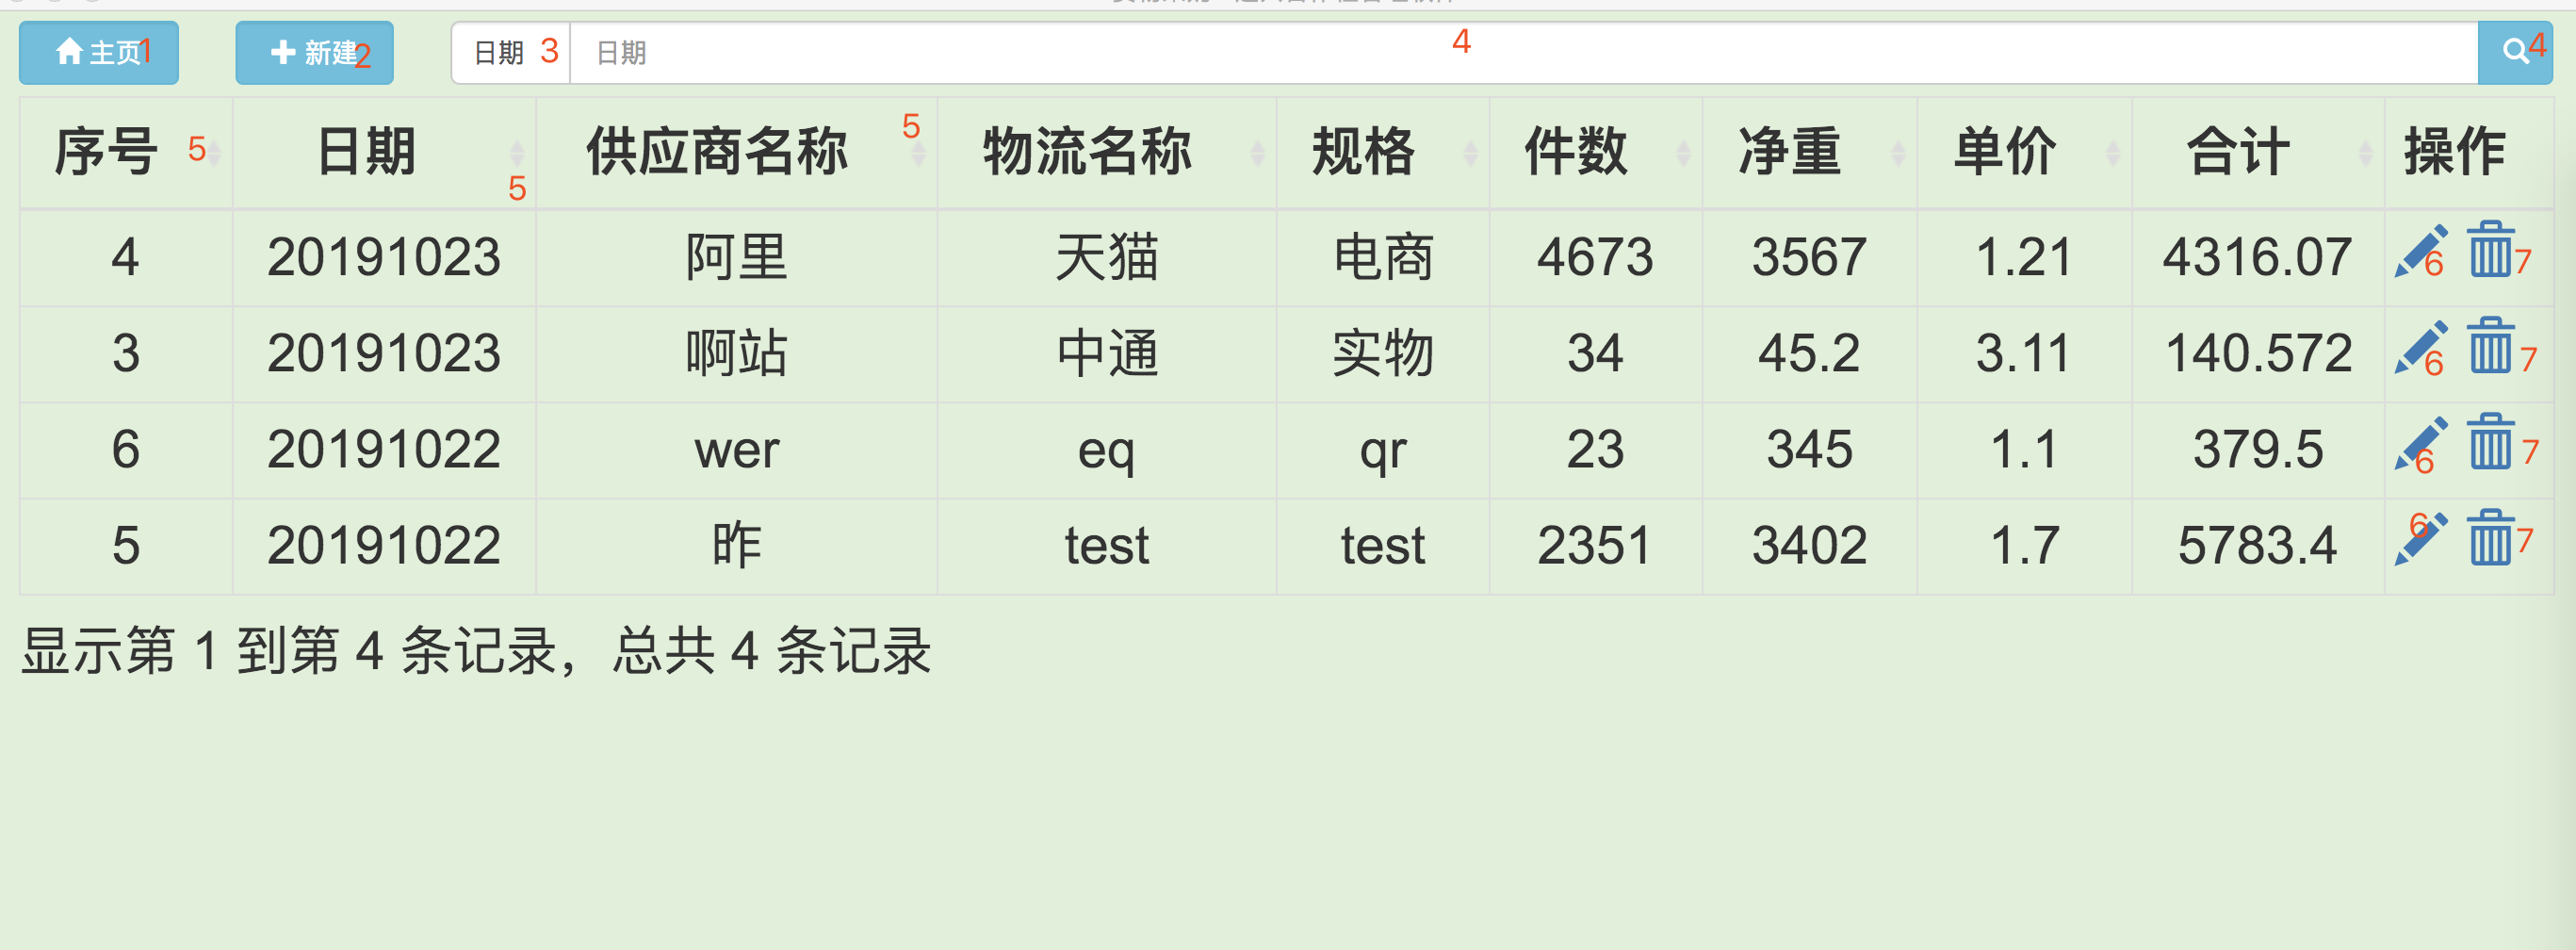 主页1 新建2 日期 3 日期 4 4
序号 5 日期 5 供应商名称 5 物流名称 规格 件数 净重 单价 合计 操作
4 20191023 阿里 天猫 电商 4673 3567 1.21 4316.07 6 7
3 20191023 啊站 中通 实物 34 45.2 3.11 140.572 6 7
6 20191022 wer eq qr 23 345 1.1 379.5 6 7
5 20191022 昨 test test 2351 3402 1.7 5783.4 6 7
显示第 1 到第 4 条记录，总共 4 条记录